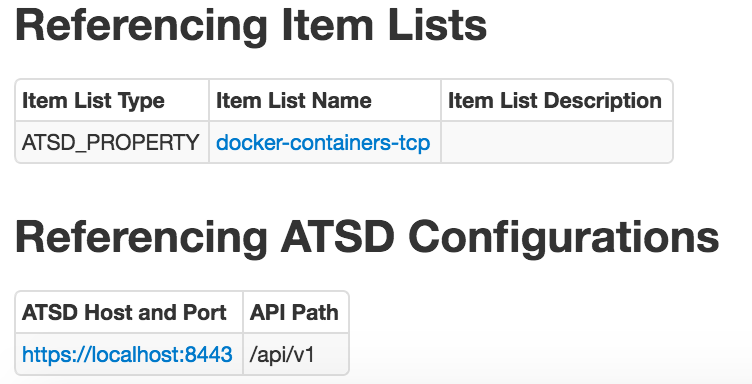 Referencing Item Lists
Item List Type Item List Name Item List Description
ATSD_PROPERTY docker-containers-tcp
Referencing ATSD Configurations
ATSD Host and Port API Path
https://localhost:8443 /api/v1